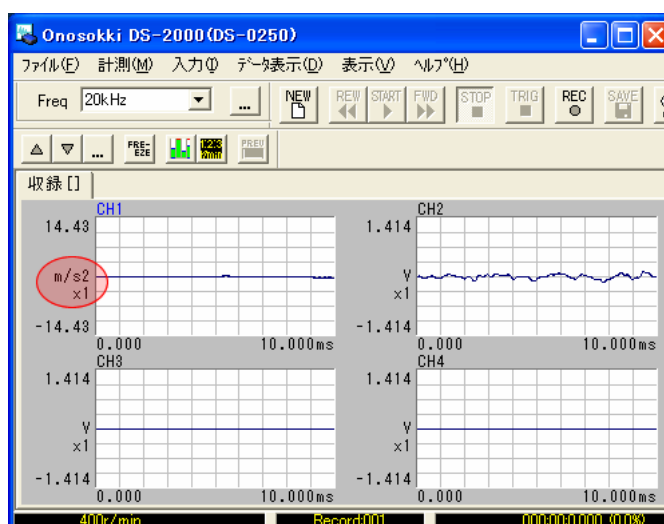 Onosokki DS-2000(DS-0250)
ファイル(F) 計測(M) 入力(I) データ表示(D) 表示(V) ヘルプ(H)
Freq 20kHz ... NEW REW START FWD STOP TRIG REC SAVE
... FRE-EZE PREV
収録 []
CH1
14.43
m/s2
x1
-14.43
0.000 10.000ms
CH2
1.414
V
x1
-1.414
0.000 10.000ms
CH3
1.414
V
x1
-1.414
0.000 10.000ms
CH4
1.414
V
x1
-1.414
0.000 10.000ms
400r/min Record:001 000:00:0.000 (0.0%)